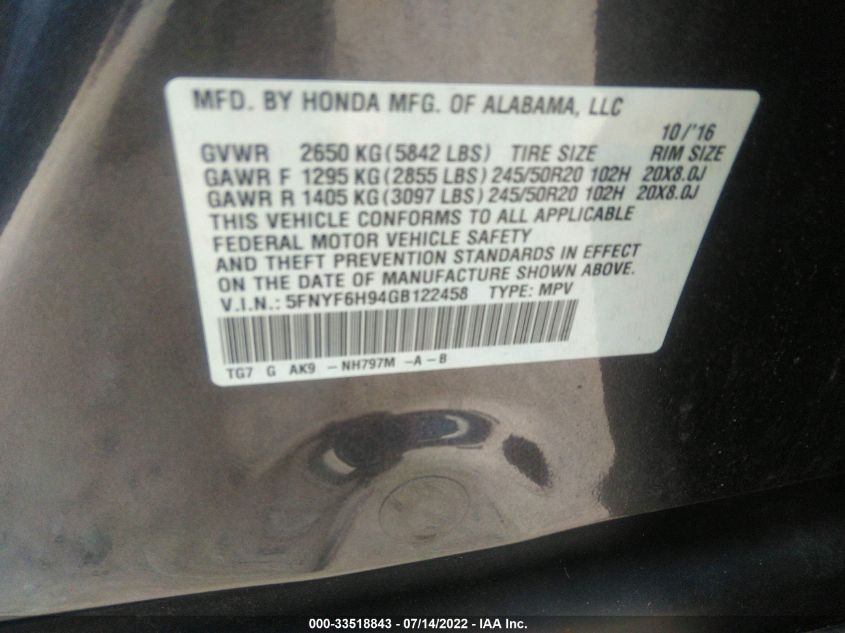 MFD. BY HONDA MFG. OF ALABAMA, LLC
10/'16
GVWR 2650 KG(5842 LBS) TIRE SIZE RIM SIZE
GAWR F 1295 KG(2855 LBS) 245/50R20 102H 20X8.0J
GAWR R 1405 KG(3097 LBS) 245/50R20 102H 20X8.0J
THIS VEHICLE CONFORMS TO ALL APPLICABLE
FEDERAL MOTOR VEHICLE SAFETY
AND THEFT PREVENTION STANDARDS IN EFFECT
ON THE DATE OF MANUFACTURE SHOWN ABOVE.
V.I.N.: 5FNYF6H94GB122458 TYPE: MPV
TG7 G AK9 -NH797M -A-B
000-33518843 - 07/14/2022 - IAA Inc.